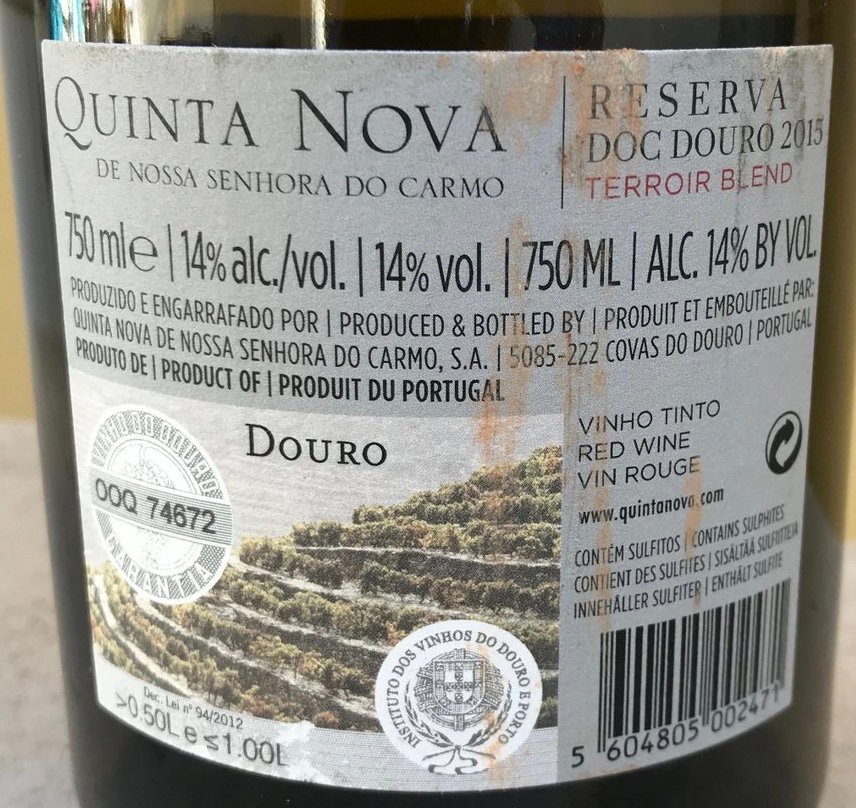 QUINTA NOVA
DE NOSSA SENHORA DO CARMO
RESERVA
DOC DOURO 2015
TERROIR BLEND
750 ml e | 14% alc./vol. | 14% vol. | 750 ML | ALC. 14% BY VOL.
PRODUZIDO E ENGARRAFADO POR | PRODUCED & BOTTLED BY | PRODUIT ET EMBOUTEILLÉ PAR:
QUINTA NOVA DE NOSSA SENHORA DO CARMO, S.A. | 5085-222 COVAS DO DOURO | PORTUGAL
PRODUTO DE | PRODUCT OF | PRODUIT DU PORTUGAL
DOURO
OOQ 74672
GARANTIA
Dec. Lei nº 94/2012
>0.50L e ≤1.00L
INSTITUTO DOS VINHOS DO DOURO E PORTO
VINHO TINTO
RED WINE
VIN ROUGE
www.quintanova.com
CONTÉM SULFITOS | CONTAINS SULPHITES
CONTIENT DES SULFITES | SISÄLTÄÄ SULFIITTEJA
INNEHÅLLER SULFITER | ENTHÄLT SULFITE
5 604805 002471